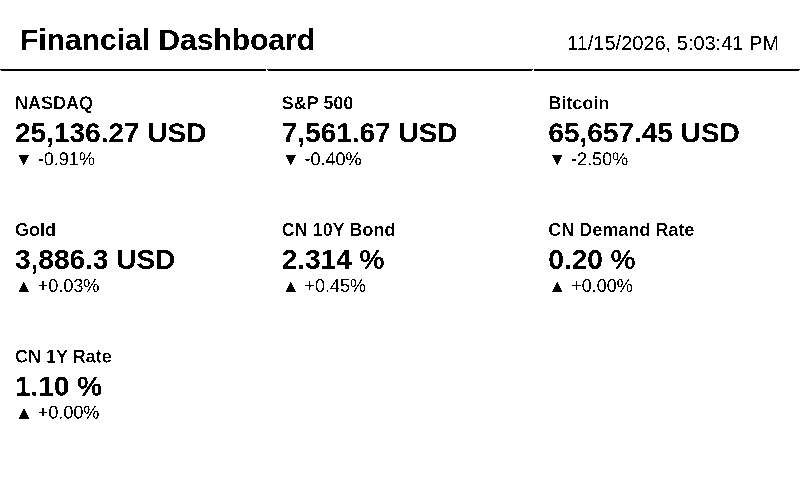 Financial Dashboard
11/15/2026, 5:03:41 PM
NASDAQ
25,136.27 USD
▼ -0.91%
S&P 500
7,561.67 USD
▼ -0.40%
Bitcoin
65,657.45 USD
▼ -2.50%
Gold
3,886.3 USD
▲ +0.03%
CN 10Y Bond
2.314 %
▲ +0.45%
CN Demand Rate
0.20 %
▲ +0.00%
CN 1Y Rate
1.10 %
▲ +0.00%